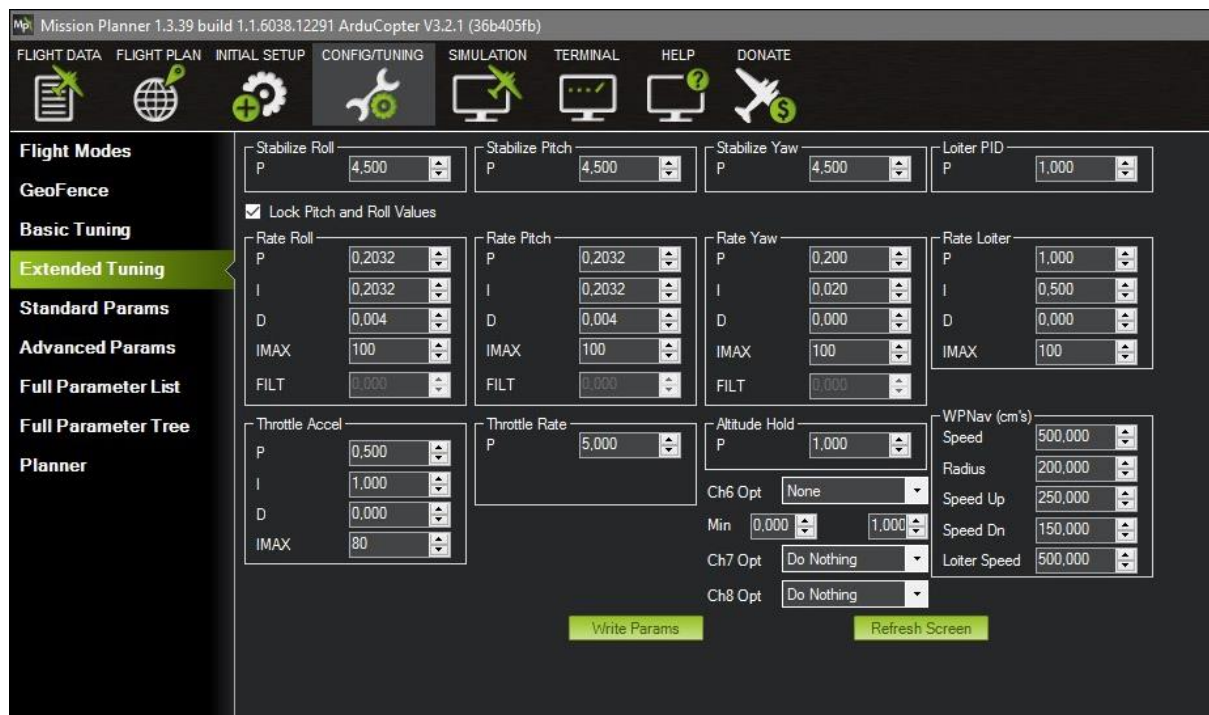 Mission Planner 1.3.39 build 1.1.6038.12291 ArduCopter V3.2.1 (36b405fb)
FLIGHT DATA FLIGHT PLAN INITIAL SETUP CONFIG/TUNING SIMULATION TERMINAL HELP DONATE
Flight Modes
GeoFence
Basic Tuning
Extended Tuning
Standard Params
Advanced Params
Full Parameter List
Full Parameter Tree
Planner
Stabilize Roll Stabilize Pitch Stabilize Yaw Loiter PID
P 4,500 P 4,500 P 4,500 P 1,000
Lock Pitch and Roll Values
Rate Roll Rate Pitch Rate Yaw Rate Loiter
P 0,2032 P 0,2032 P 0,200 P 1,000
I 0,2032 I 0,2032 I 0,020 I 0,500
D 0,004 D 0,004 D 0,000 D 0,000
IMAX 100 IMAX 100 IMAX 100 IMAX 100
FILT 0,000 FILT 0,000 FILT 0,000
Throttle Accel Throttle Rate Altitude Hold WPNav (cm's)
P 0,500 P 5,000 P 1,000 Speed 500,000
I 1,000 Radius 200,000
D 0,000 Ch6 Opt None Speed Up 250,000
IMAX 80 Min 0,000 1,000 Speed Dn 150,000
Ch7 Opt Do Nothing Loiter Speed 500,000
Ch8 Opt Do Nothing
Write Params Refresh Screen